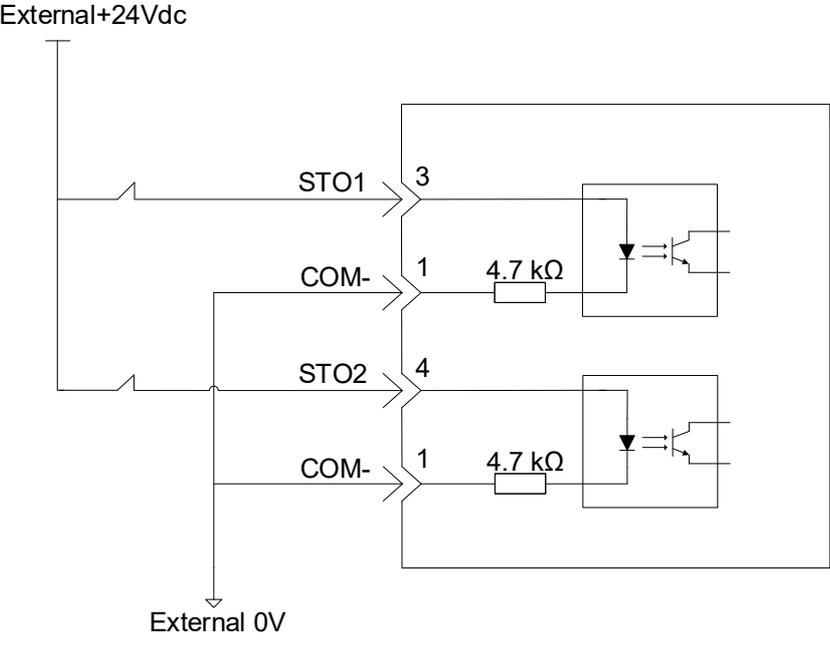 External+24Vdc
STO1
3
COM-
1
4.7 kΩ
STO2
4
COM-
1
4.7 kΩ
External 0V